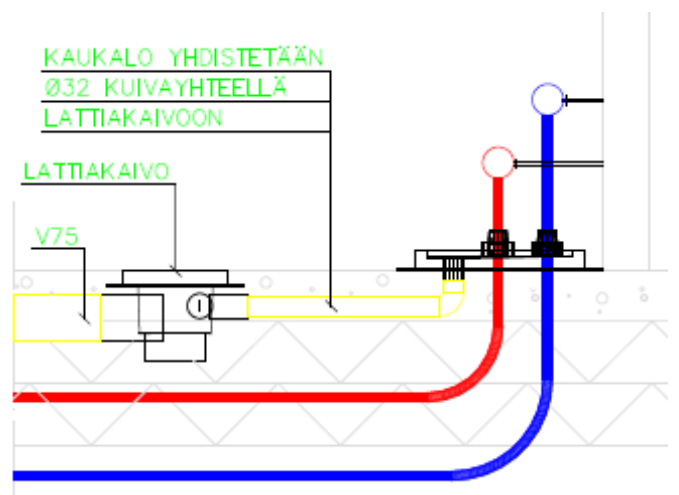 KAUKALO YHDISTETÄÄN
Ø32 KUIVAYHTEELLÄ
LATTIAKAIVOON
LATTIAKAIVO
V75